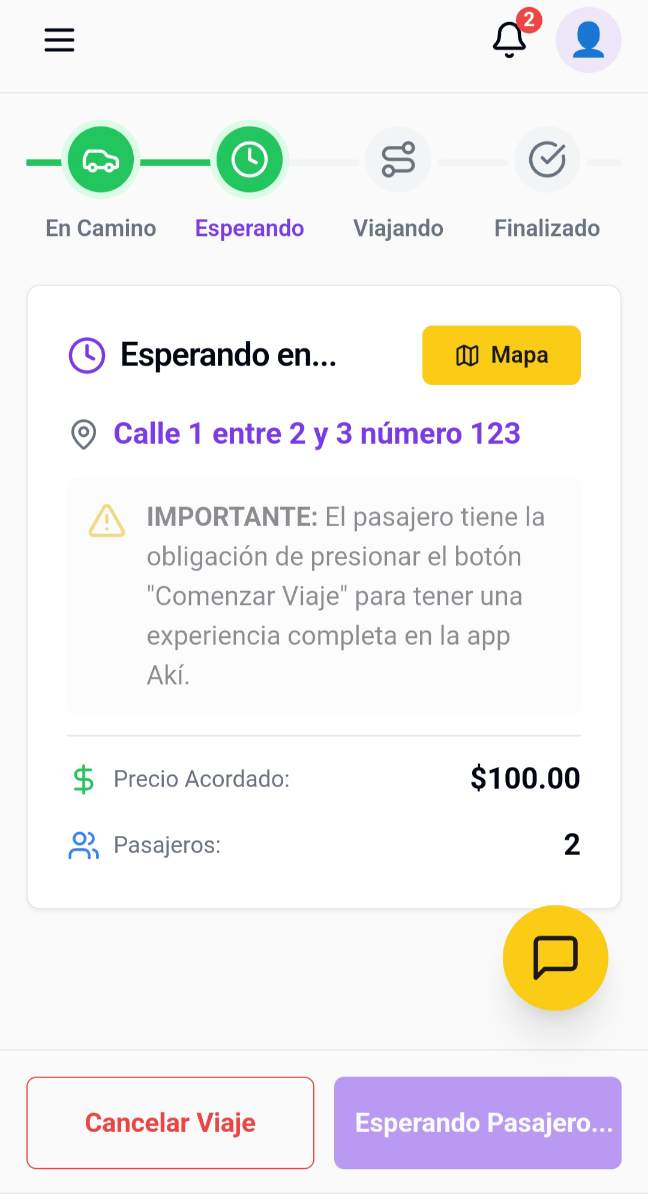 2
En Camino
Esperando
Viajando
Finalizado
Esperando en...
Mapa
Calle 1 entre 2 y 3 número 123
IMPORTANTE: El pasajero tiene la
obligación de presionar el botón
"Comenzar Viaje" para tener una
experiencia completa en la app
Akí.
Precio Acordado:
$100.00
Pasajeros:
2
Cancelar Viaje
Esperando Pasajero...